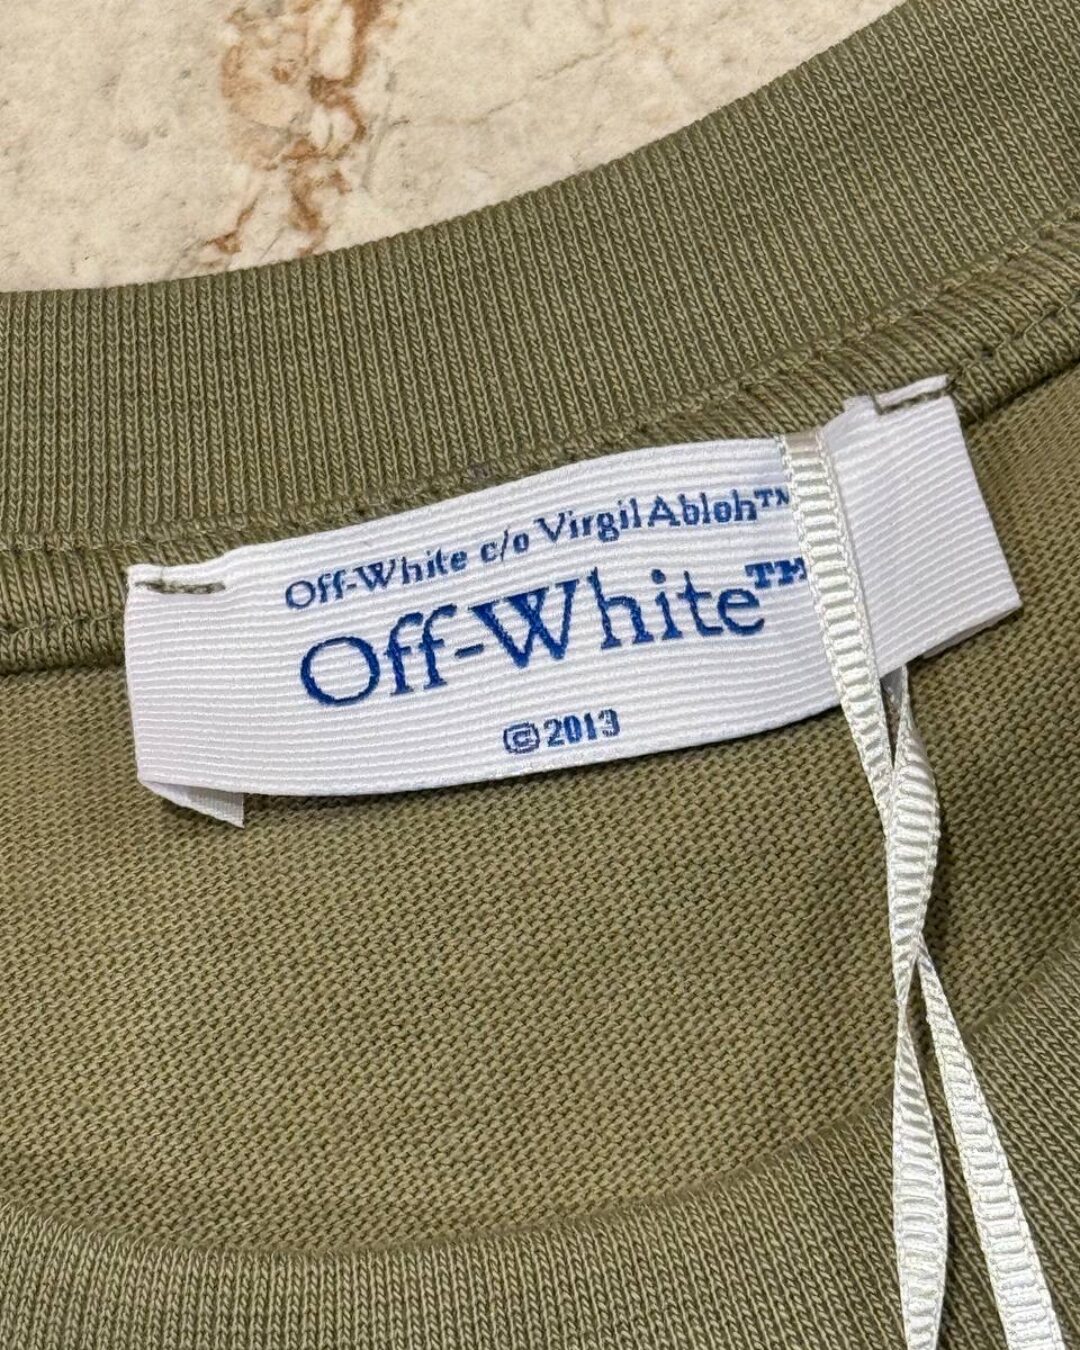 Off-White c/o Virgil Abloh™
Off-White™
©2013